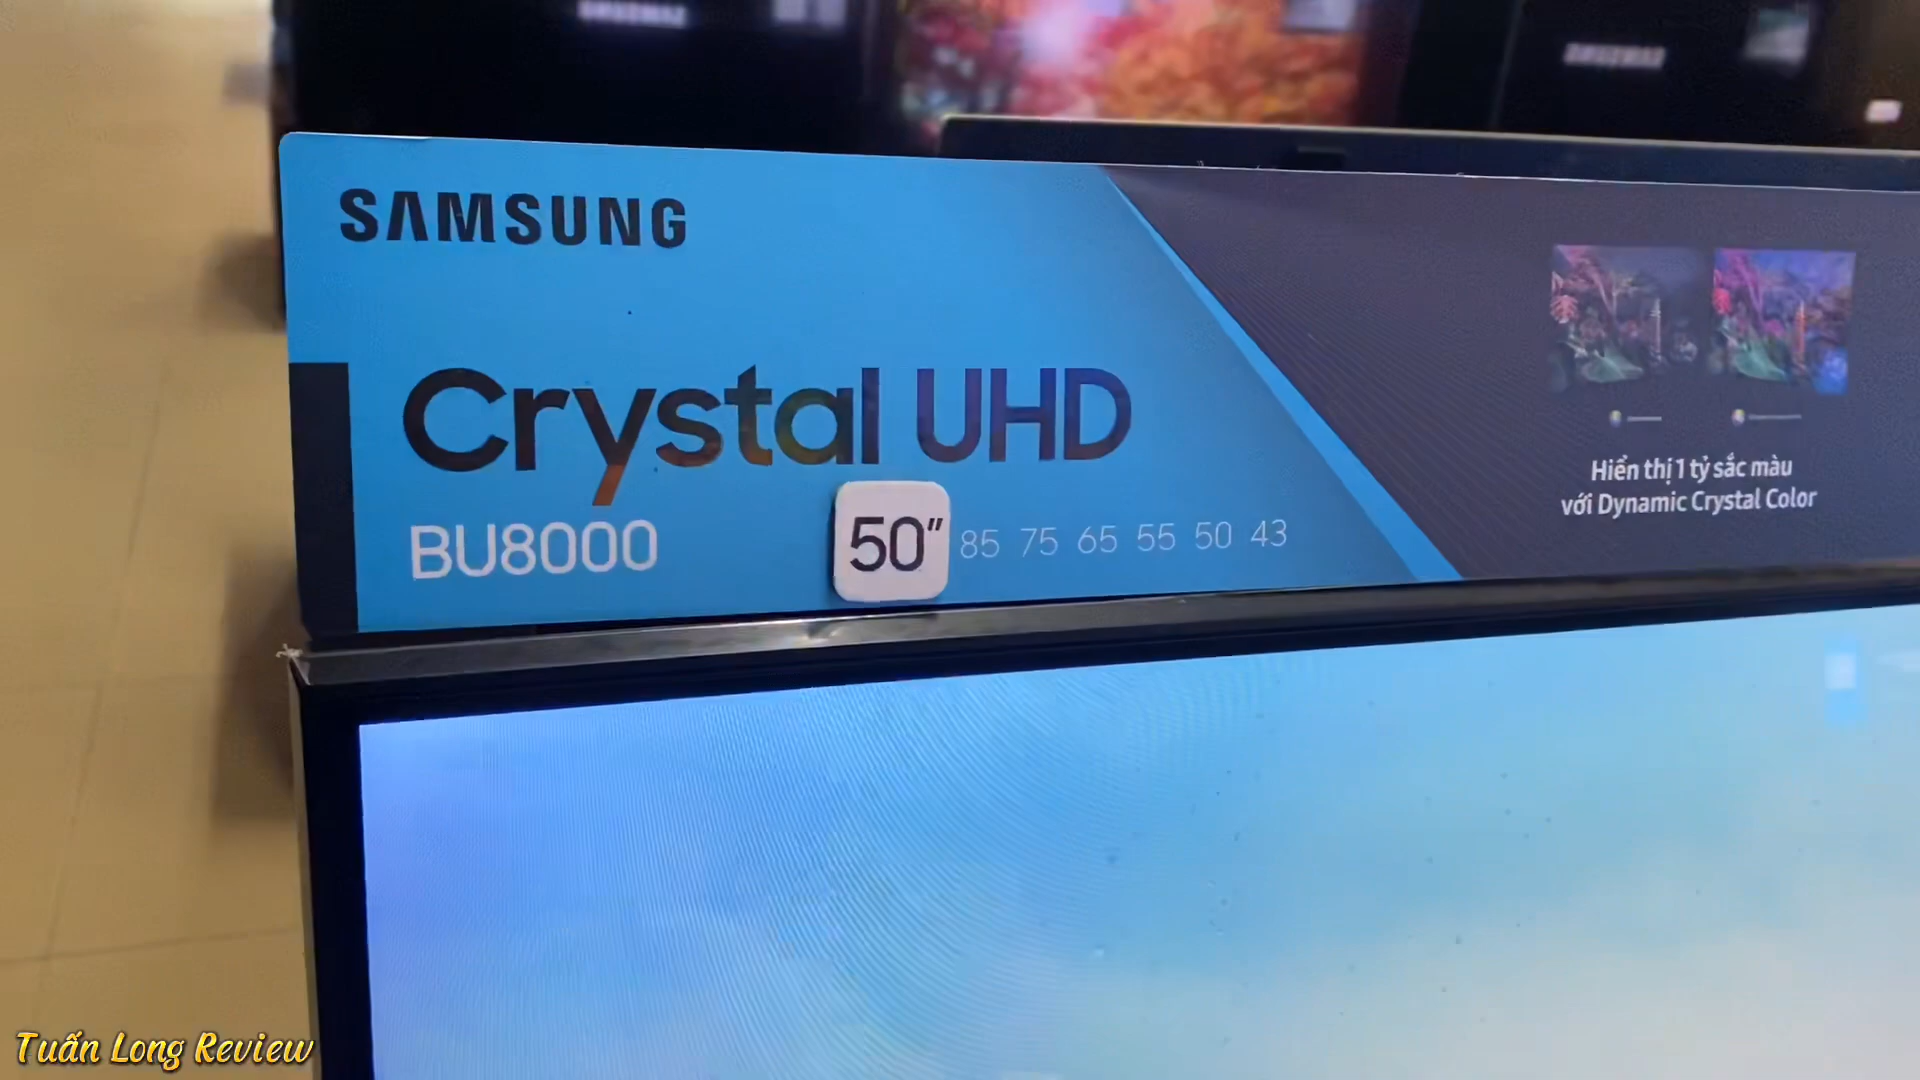 SAMSUNG
Crystal UHD
BU8000
50" 85 75 65 55 50 43
Hiển thị 1 tỷ sắc màu
với Dynamic Crystal Color
Tuấn Long Review